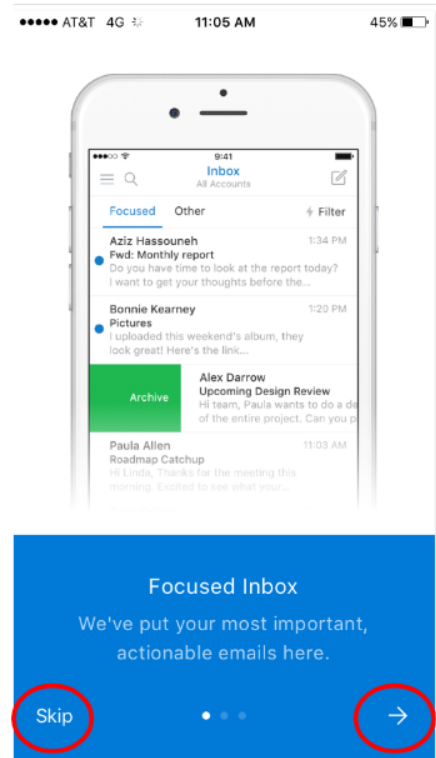 AT&T 4G 11:05 AM 45%
9:41
Inbox
All Accounts
Focused Other Filter
Aziz Hassouneh 1:34 PM
Fwd: Monthly report
Do you have time to look at the report today?
I want to get your thoughts before the...
Bonnie Kearney 1:20 PM
Pictures
I uploaded this weekend's album, they
look great! Here's the link...
Archive
Alex Darrow
Upcoming Design Review
Hi team, Paula wants to do a de
of the entire project. Can you p
Paula Allen 11:03 AM
Roadmap Catchup
Hi Linda, Thanks for the meeting this
morning. Excited to see what your...
Focused Inbox
We've put your most important,
actionable emails here.
Skip